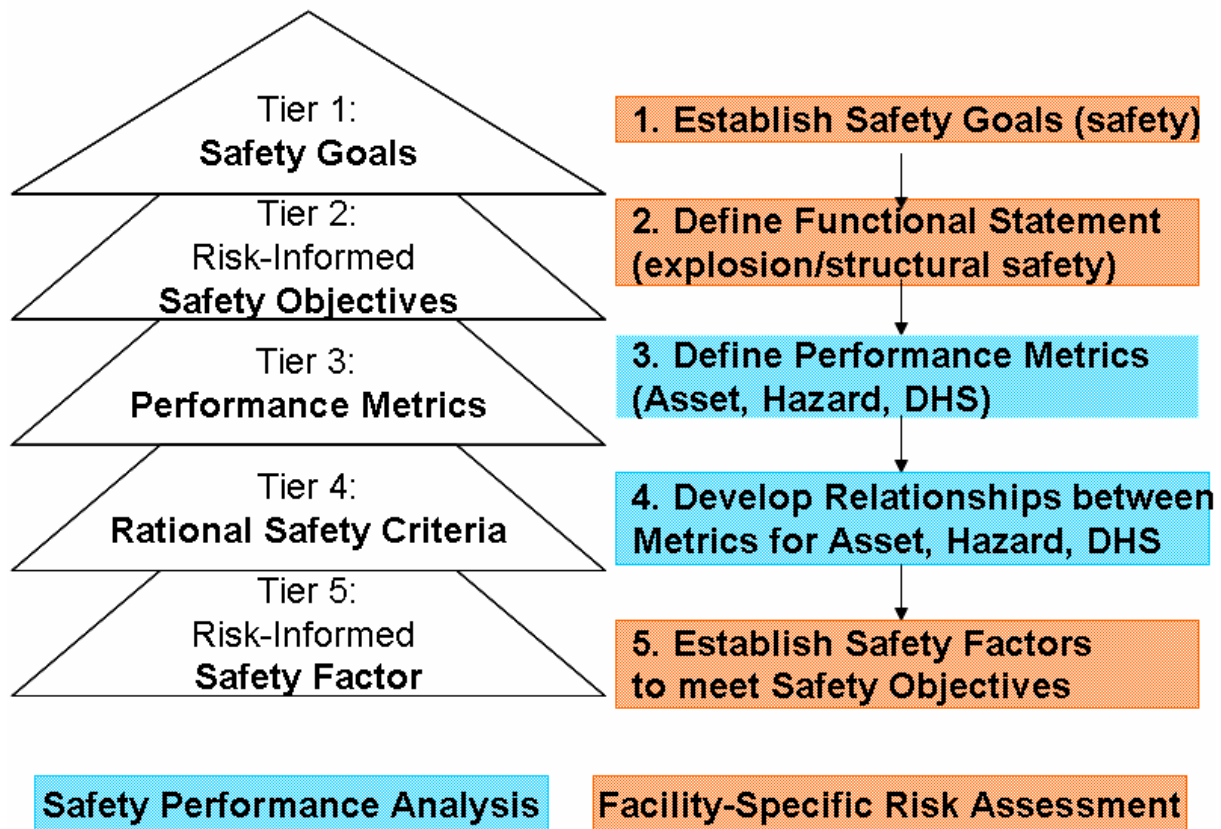 Tier 1:
Safety Goals
Tier 2:
Risk-Informed
Safety Objectives
Tier 3:
Performance Metrics
Tier 4:
Rational Safety Criteria
Tier 5:
Risk-Informed
Safety Factor
1. Establish Safety Goals (safety)
2. Define Functional Statement
(explosion/structural safety)
3. Define Performance Metrics
(Asset, Hazard, DHS)
4. Develop Relationships between
Metrics for Asset, Hazard, DHS
5. Establish Safety Factors
to meet Safety Objectives
Safety Performance Analysis
Facility-Specific Risk Assessment